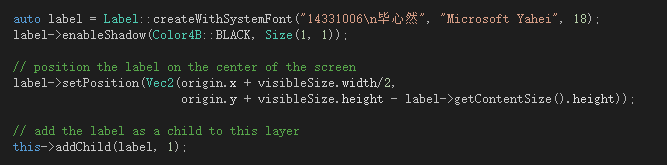 auto label = Label::createWithSystemFont("14331006\n毕心然", "Microsoft Yahei", 18);
label->enableShadow(Color4B::BLACK, Size(1, 1));
// position the label on the center of the screen
label->setPosition(Vec2(origin.x + visibleSize.width/2,
origin.y + visibleSize.height - label->getContentSize().height));
// add the label as a child to this layer
this->addChild(label, 1);